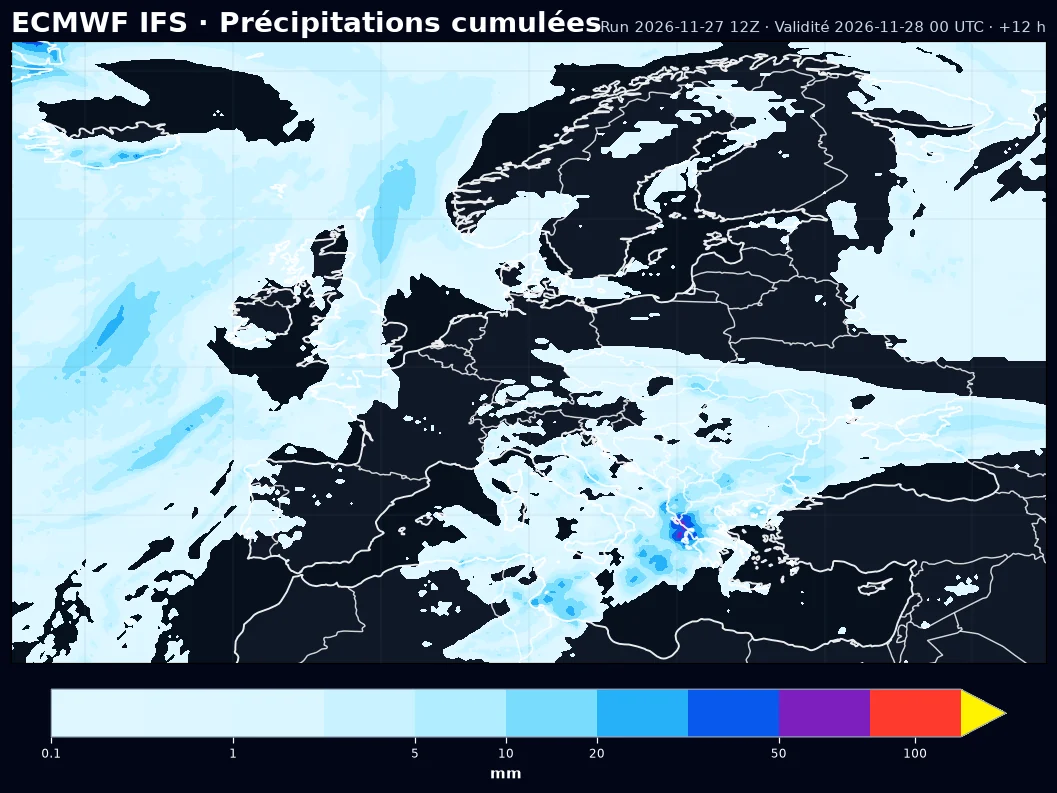 ECMWF IFS · Précipitations cumulées
Run 2026-11-27 12Z · Validité 2026-11-28 00 UTC · +12 h
0.1 1 5 10 20 50 100
mm